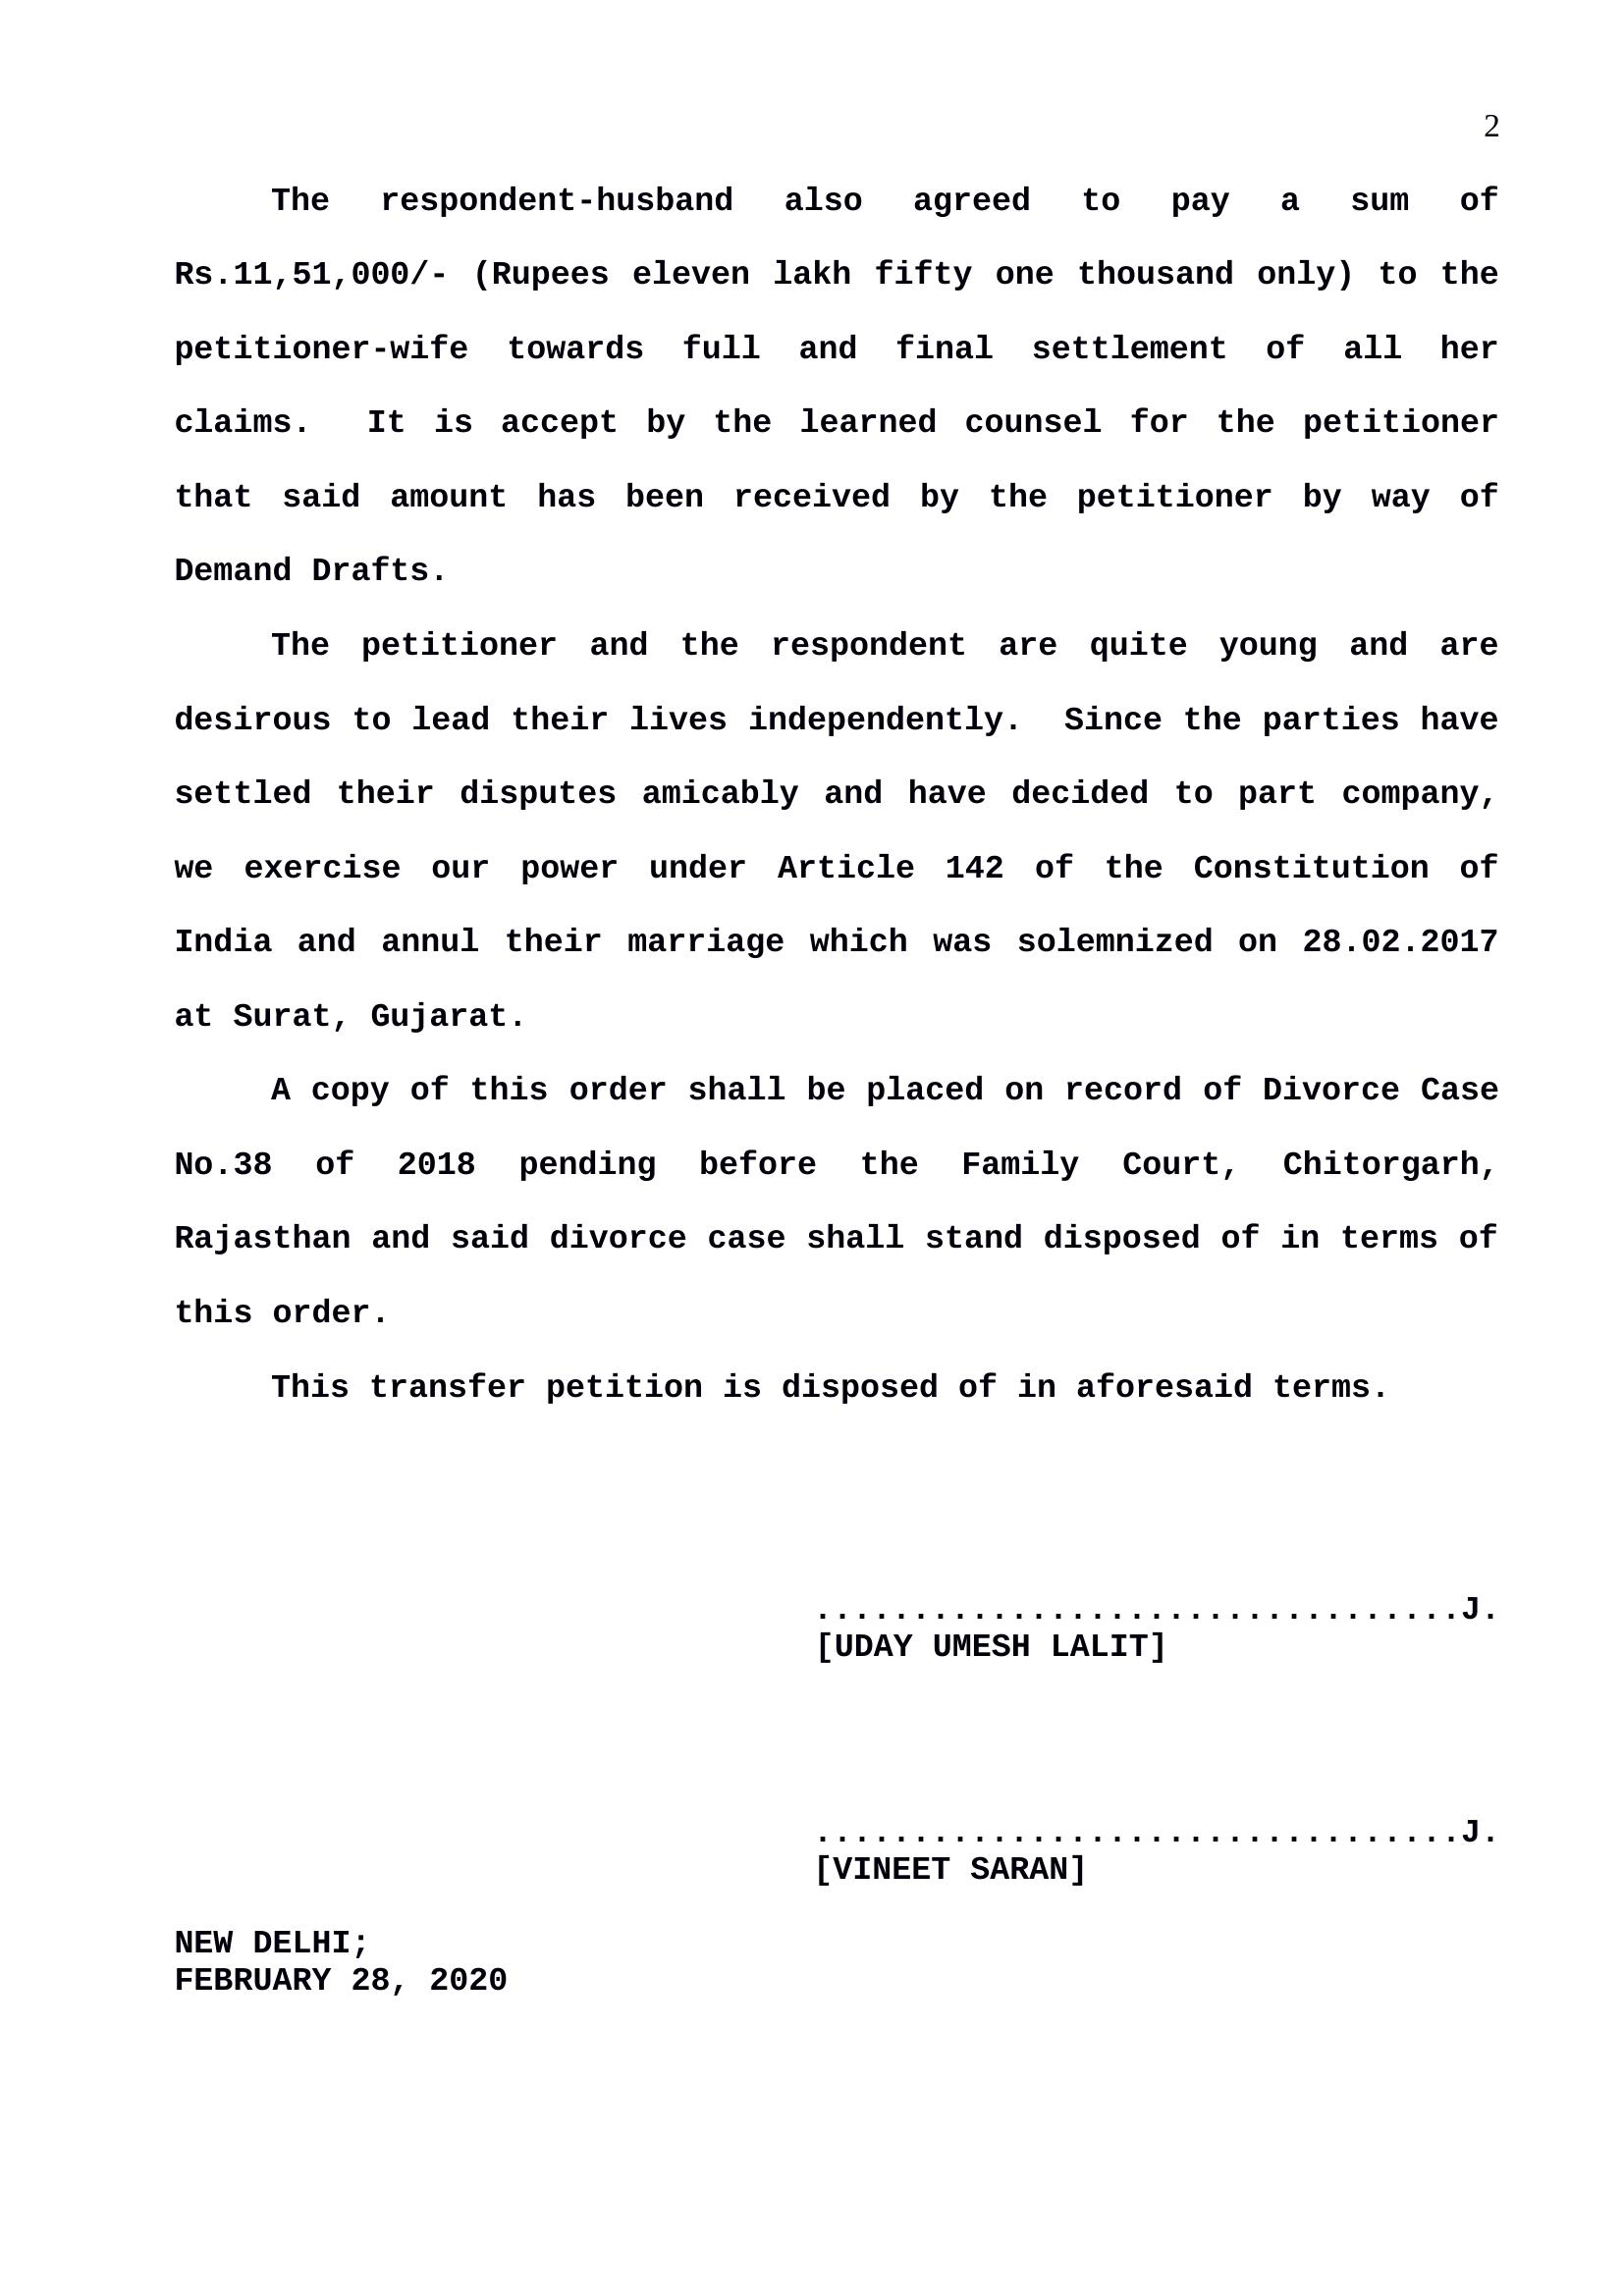 2
The respondent-husband also agreed to pay a sum of
Rs.11,51,000/- (Rupees eleven lakh fifty one thousand only) to the
petitioner-wife towards full and final settlement of all her
claims. It is accept by the learned counsel for the petitioner
that said amount has been received by the petitioner by way of
Demand Drafts.
The petitioner and the respondent are quite young and are
desirous to lead their lives independently. Since the parties have
settled their disputes amicably and have decided to part company,
we exercise our power under Article 142 of the Constitution of
India and annul their marriage which was solemnized on 28.02.2017
at Surat, Gujarat.
A copy of this order shall be placed on record of Divorce Case
No.38 of 2018 pending before the Family Court, Chitorgarh,
Rajasthan and said divorce case shall stand disposed of in terms of
this order.
This transfer petition is disposed of in aforesaid terms.
.................................J.
[UDAY UMESH LALIT]
.................................J.
[VINEET SARAN]
NEW DELHI;
FEBRUARY 28, 2020